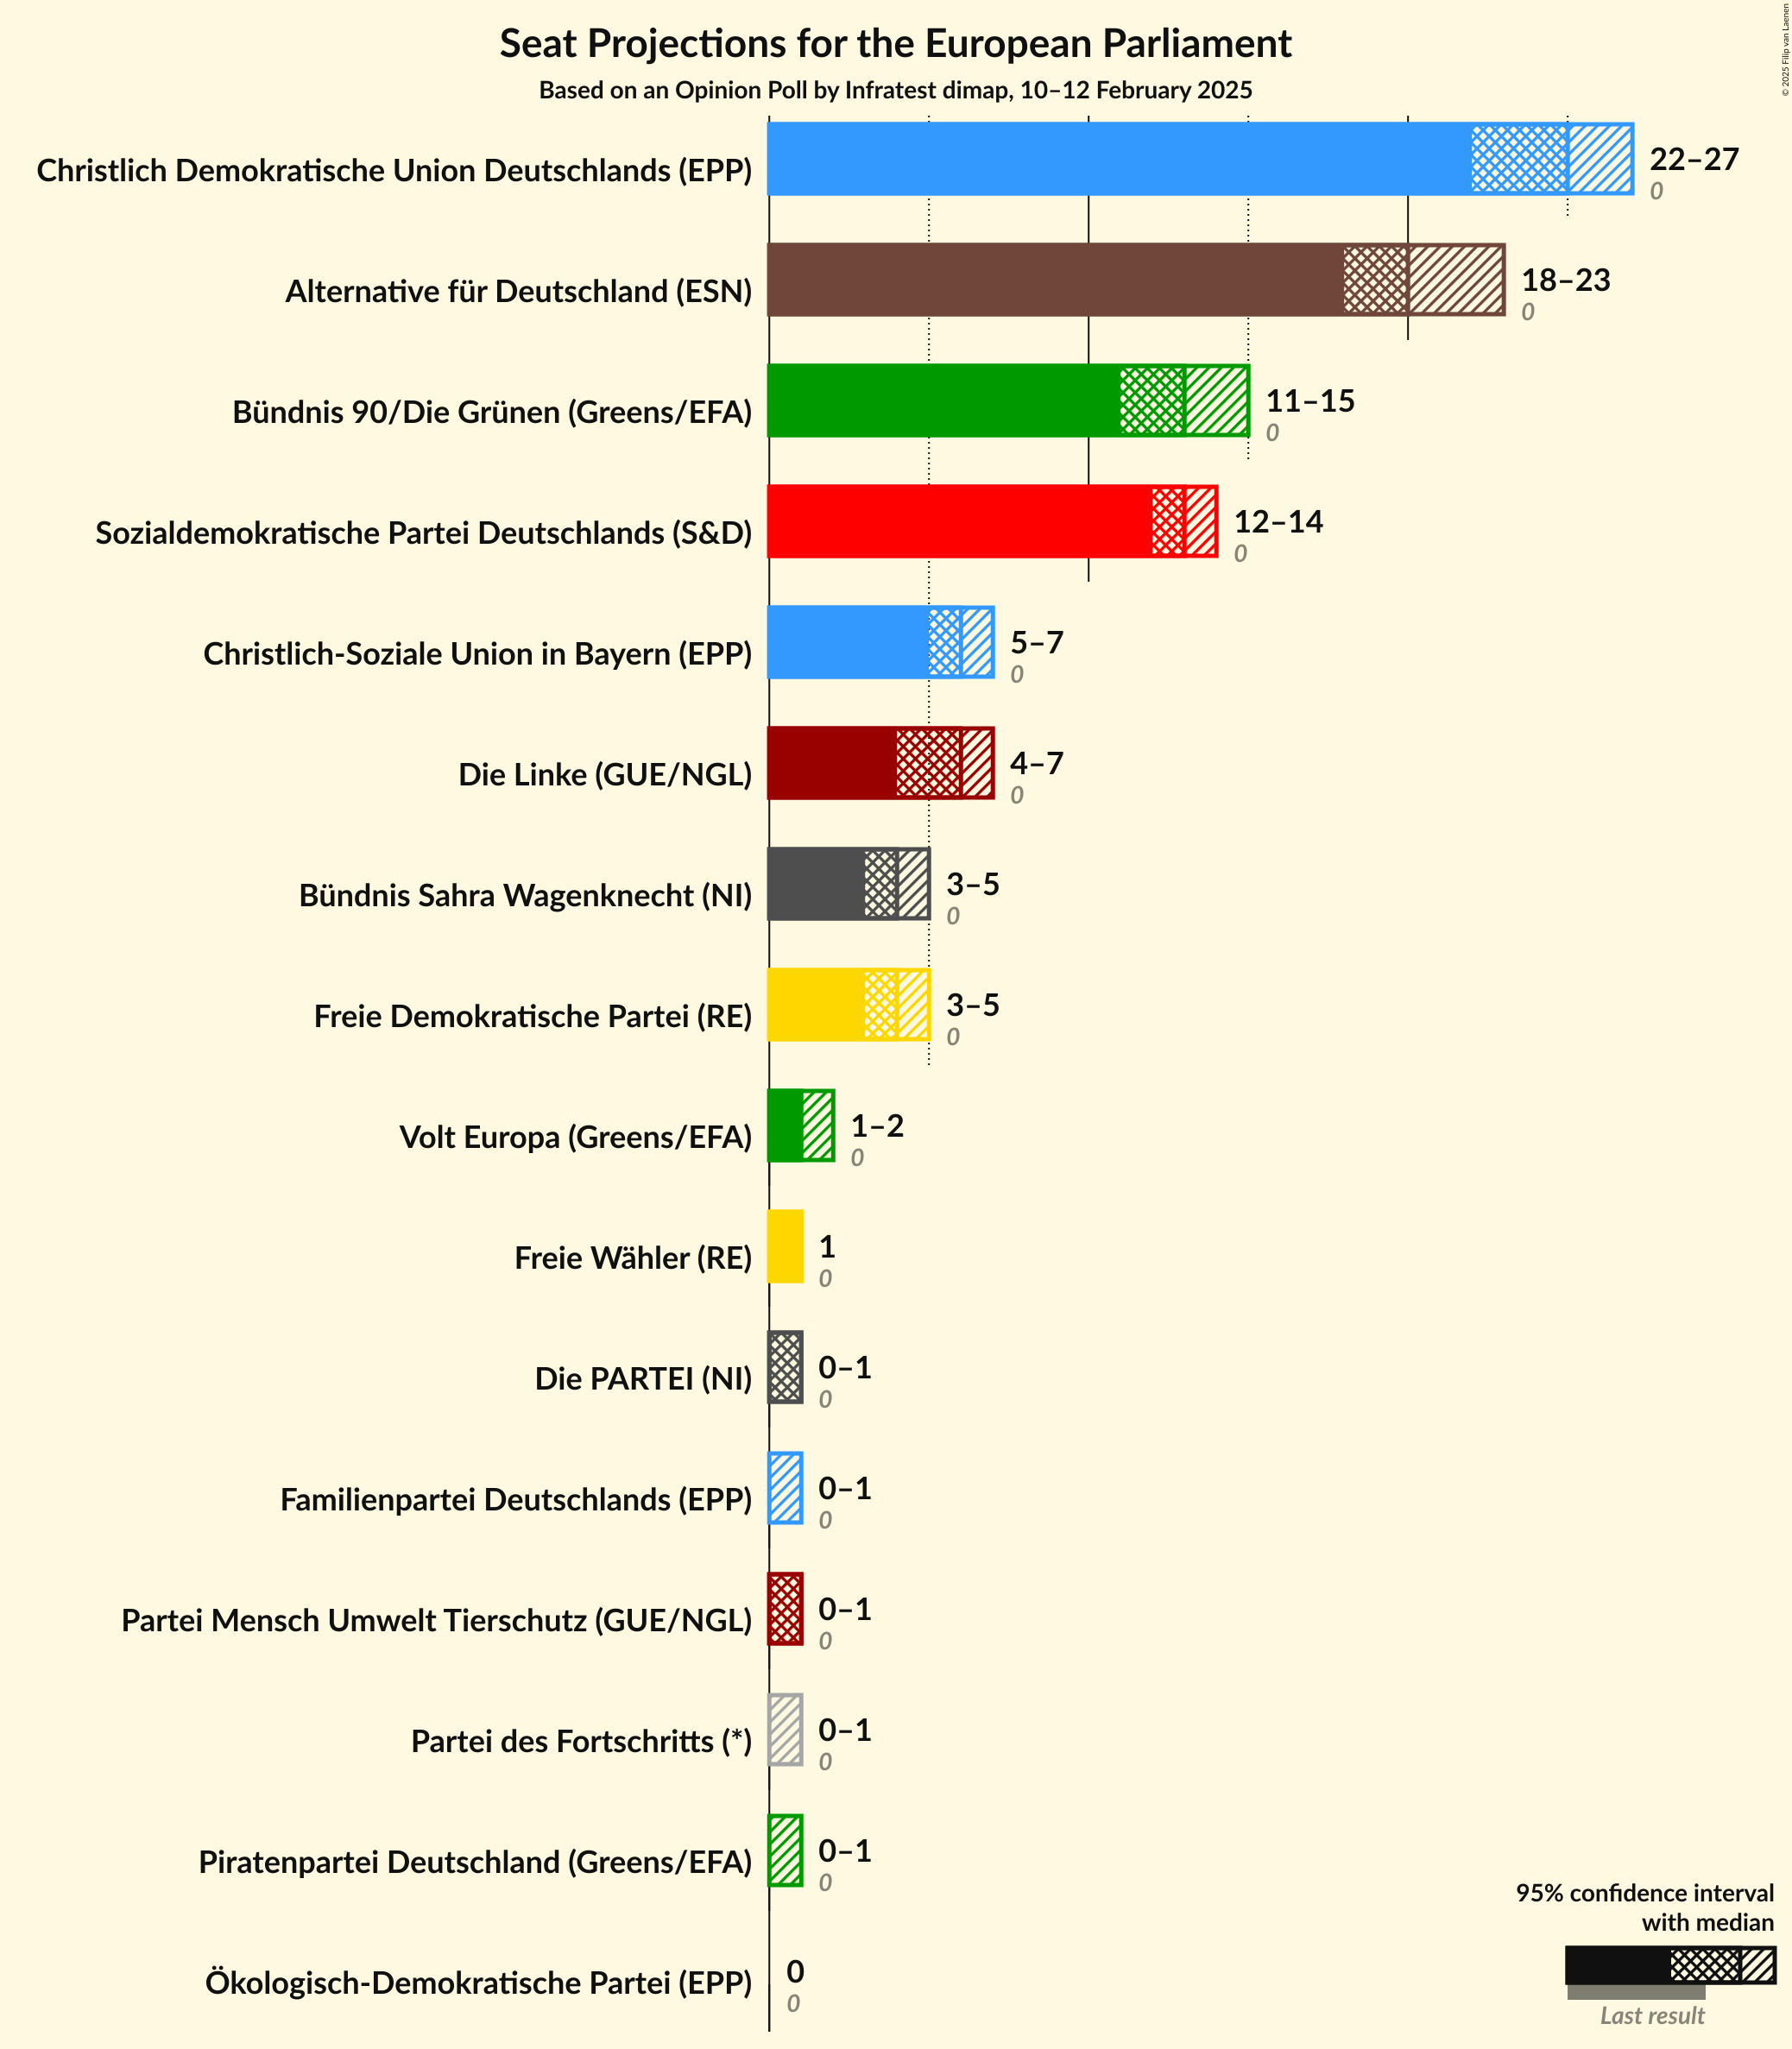 © 2025 Filip van Laenen
Seat Projections for the European Parliament
Based on an Opinion Poll by Infratest dimap, 10–12 February 2025
Christlich Demokratische Union Deutschlands (EPP)
22–27
0
Alternative für Deutschland (ESN)
18–23
0
Bündnis 90/Die Grünen (Greens/EFA)
11–15
0
Sozialdemokratische Partei Deutschlands (S&D)
12–14
0
Christlich-Soziale Union in Bayern (EPP)
5–7
0
Die Linke (GUE/NGL)
4–7
0
Bündnis Sahra Wagenknecht (NI)
3–5
0
Freie Demokratische Partei (RE)
3–5
0
Volt Europa (Greens/EFA)
1–2
0
Freie Wähler (RE)
1
0
Die PARTEI (NI)
0–1
0
Familienpartei Deutschlands (EPP)
0–1
0
Partei Mensch Umwelt Tierschutz (GUE/NGL)
0–1
0
Partei des Fortschritts (*)
0–1
0
Piratenpartei Deutschland (Greens/EFA)
0–1
0
Ökologisch-Demokratische Partei (EPP)
0
0
95% confidence interval
with median
Last result